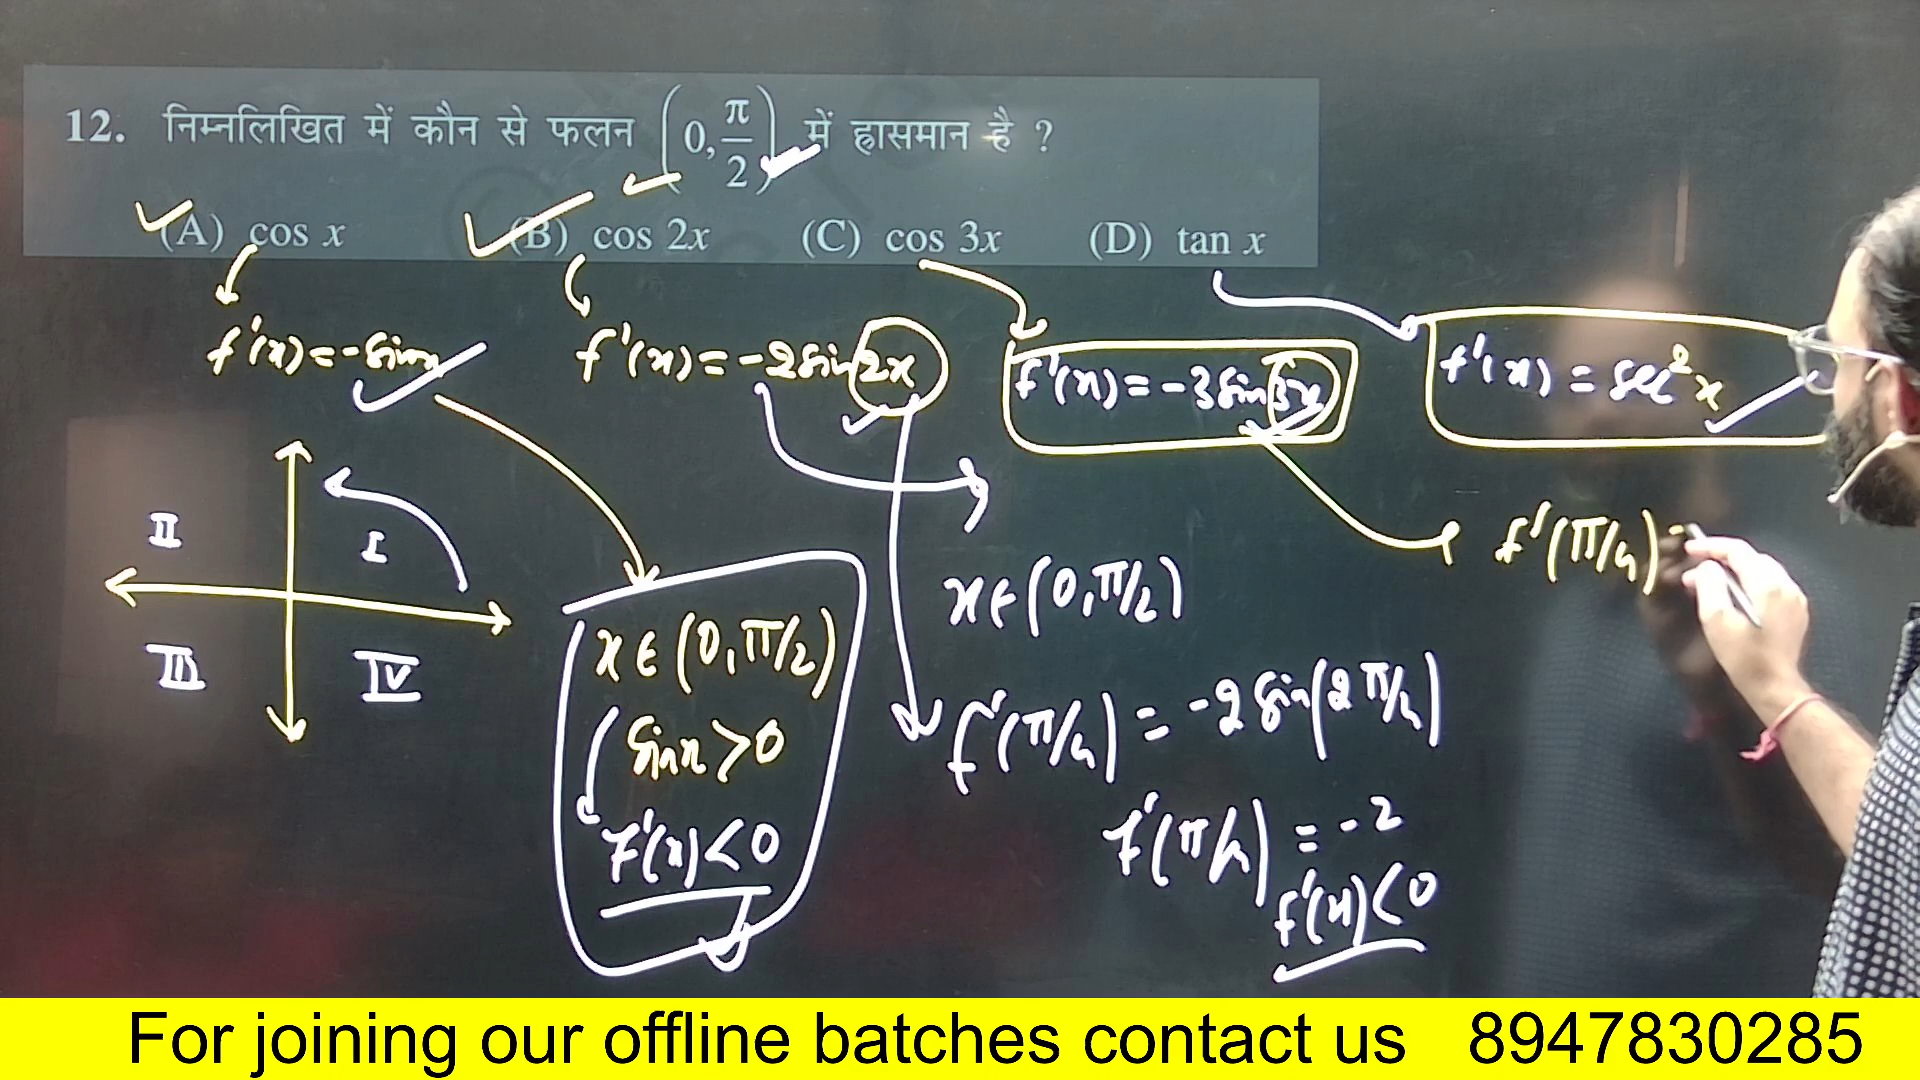 12. निम्नलिखित में कौन से फलन (0, π/2) में ह्रासमान है ?
(A) cos x (B) cos 2x (C) cos 3x (D) tan x
f'(x) = -sinx
f'(x) = -2sin2x
f'(x) = -3sin3x
f'(x) = sec²x
II
I
III
IV
x∈(0,π/2)
sinx>0
f'(x)<0
x∈(0,π/2)
f'(π/4) = -2sin(2π/4)
f'(π/4) = -2
f'(x)<0
f'(π/4) =
For joining our offline batches contact us 8947830285